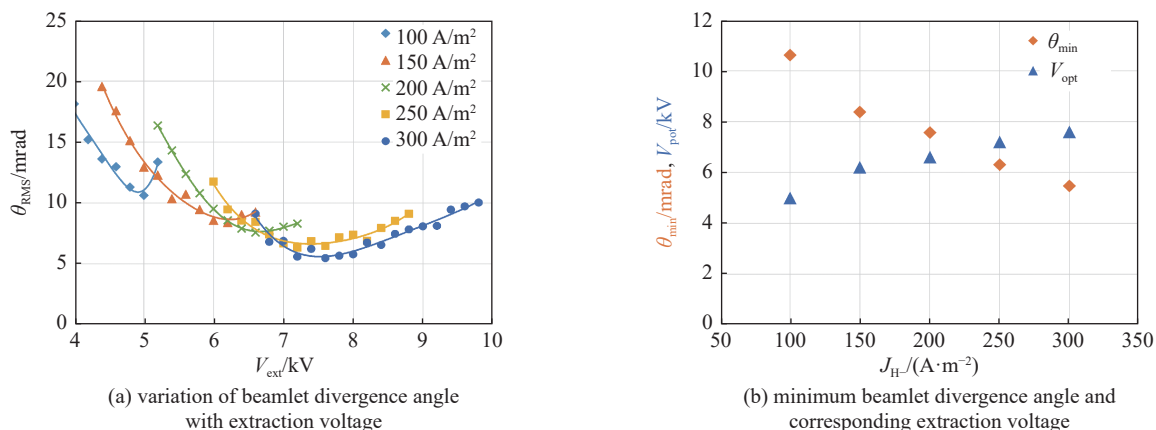 25
20
15
10
5
0
θRMS/mrad
100 A/m²
150 A/m²
200 A/m²
250 A/m²
300 A/m²
4 5 6 7 8 9 10
Vext/kV
(a) variation of beamlet divergence angle
with extraction voltage
12
10
8
6
4
2
0
θmin/mrad, Vpot/kV
θmin
Vopt
50 100 150 200 250 300 350
JH−/(A·m−2)
(b) minimum beamlet divergence angle and
corresponding extraction voltage